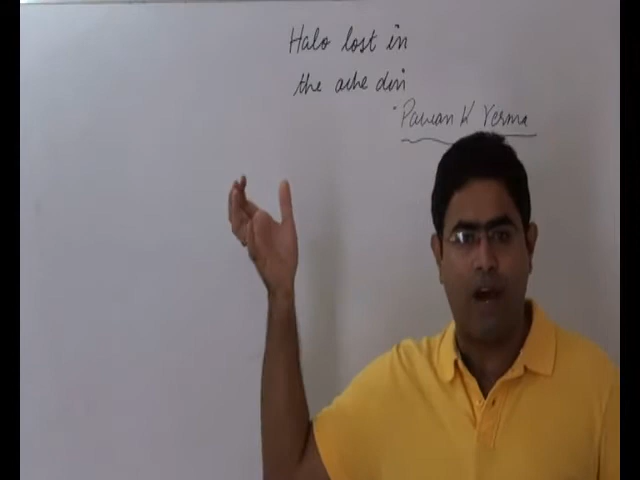 Halo lost in
the ache din
Pawan K Verma